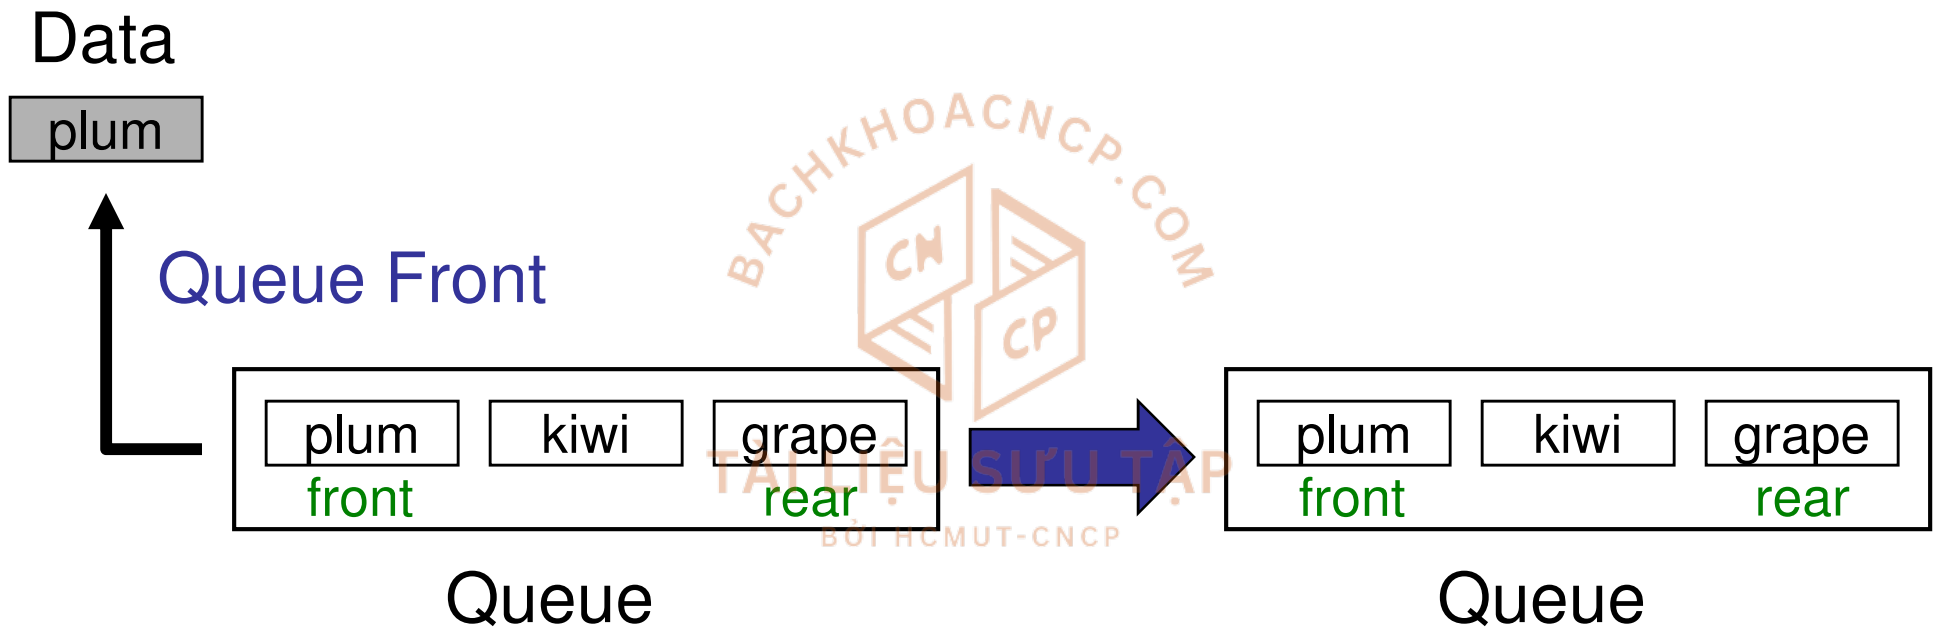 Data
plum
BACHKHOACNCP.COM
Queue Front
CN
CP
plum kiwi grape
front rear
plum kiwi grape
front rear
TÀI LIỆU SƯU TẬP
BỞI HCMUT-CNCP
Queue
Queue